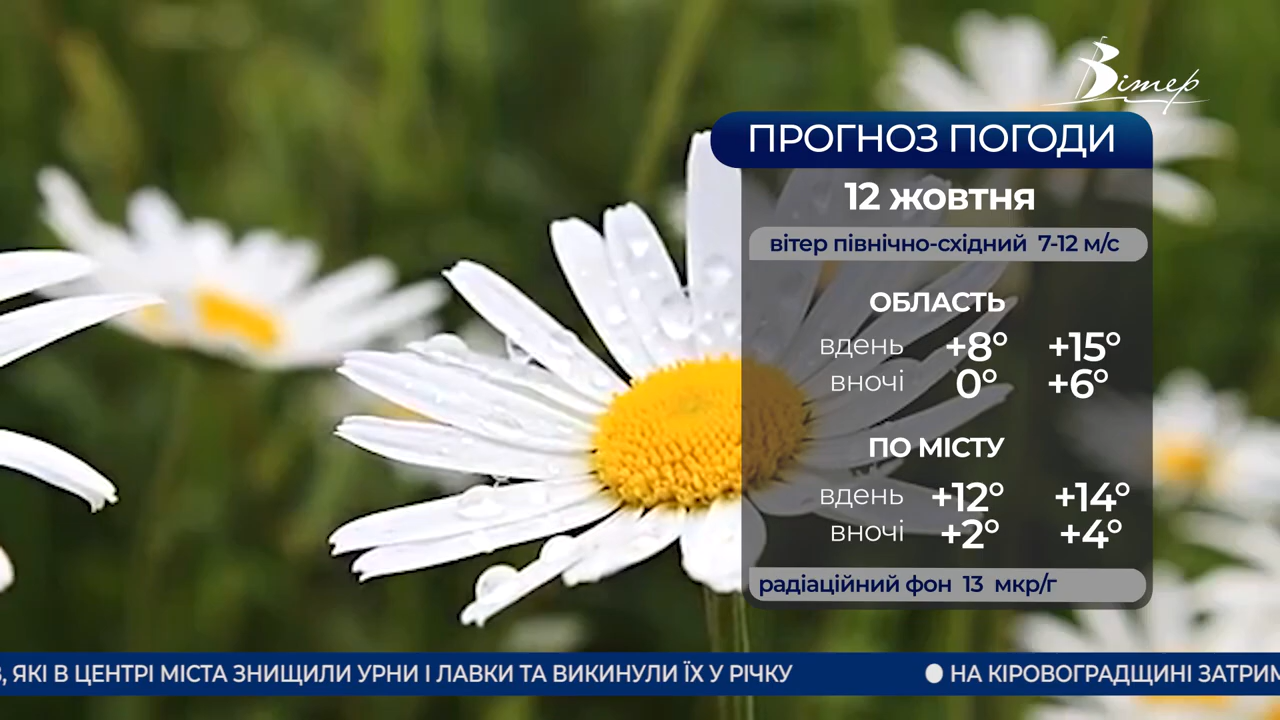 Вітер
ПРОГНОЗ ПОГОДИ
12 жовтня
вітер північно-східний 7-12 м/с
ОБЛАСТЬ
вдень +8° +15°
вночі 0° +6°
ПО МІСТУ
вдень +12° +14°
вночі +2° +4°
радіаційний фон 13 мкр/г
, ЯКІ В ЦЕНТРІ МІСТА ЗНИЩИЛИ УРНИ І ЛАВКИ ТА ВИКИНУЛИ ЇХ У РІЧКУ ● НА КІРОВОГРАДЩИНІ